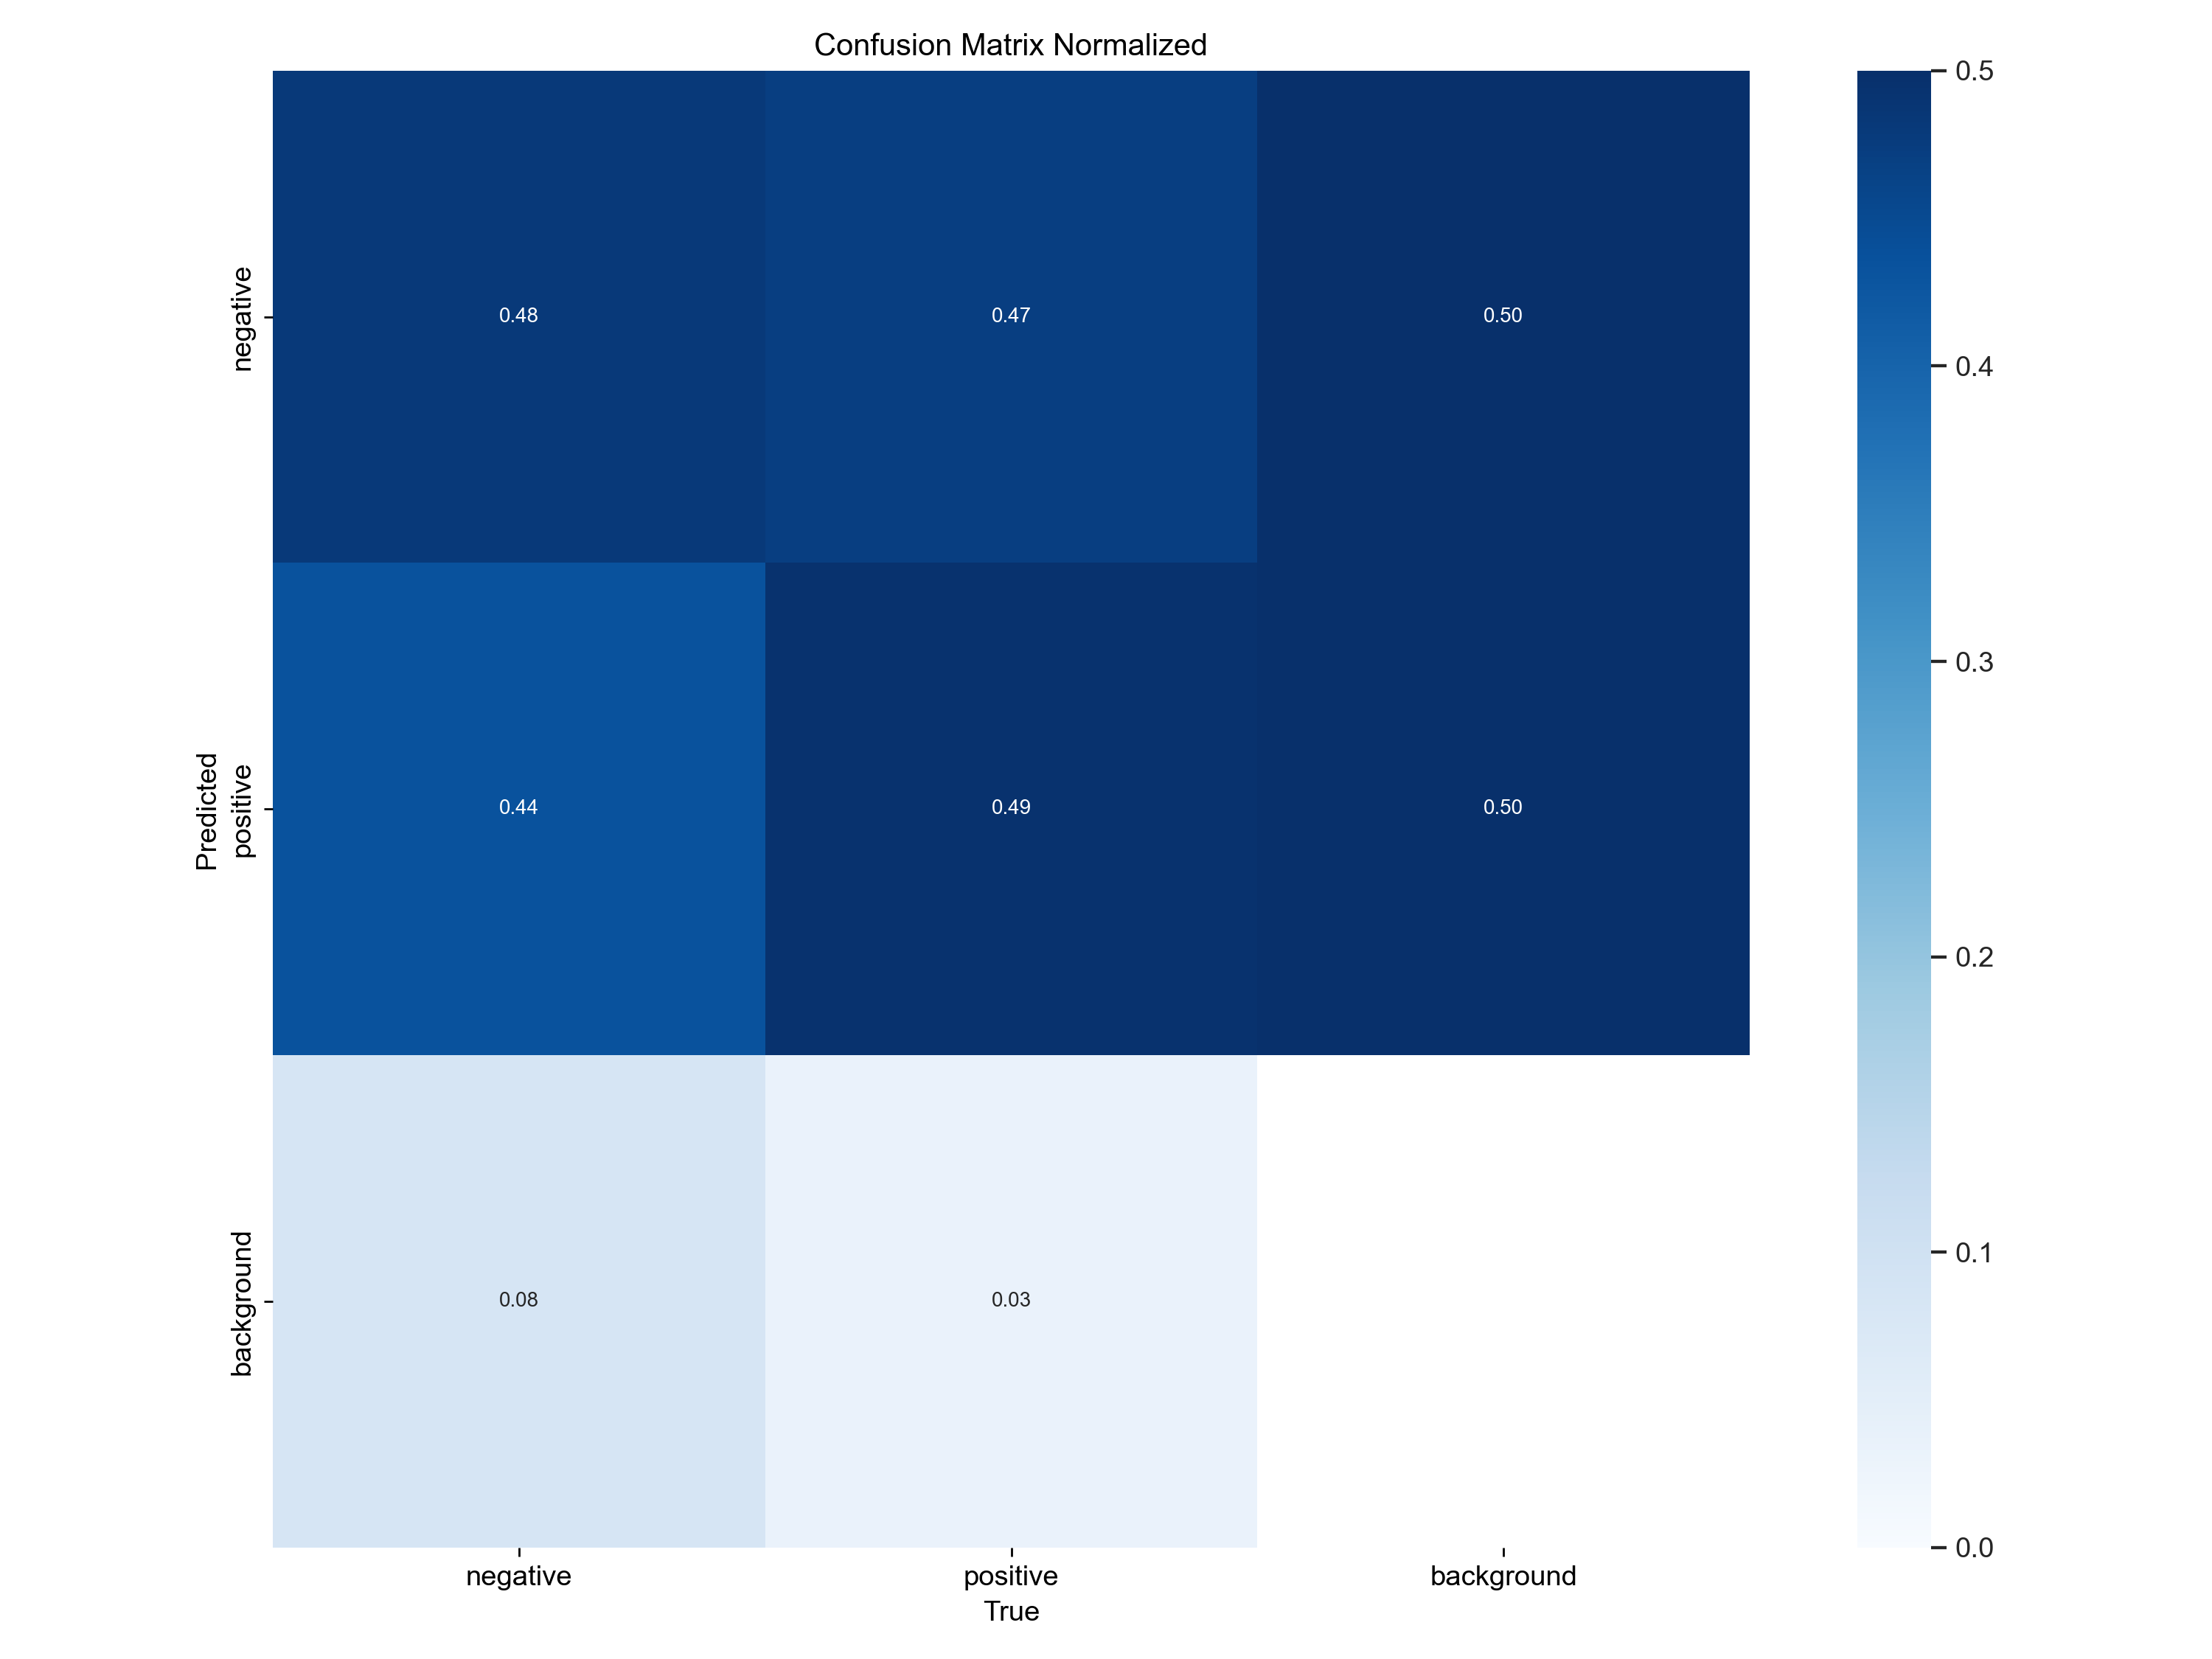 Confusion Matrix Normalized
negative
0.48
0.47
0.50
Predicted
positive
0.44
0.49
0.50
background
0.08
0.03
negative
positive
background
True
0.5
0.4
0.3
0.2
0.1
0.0